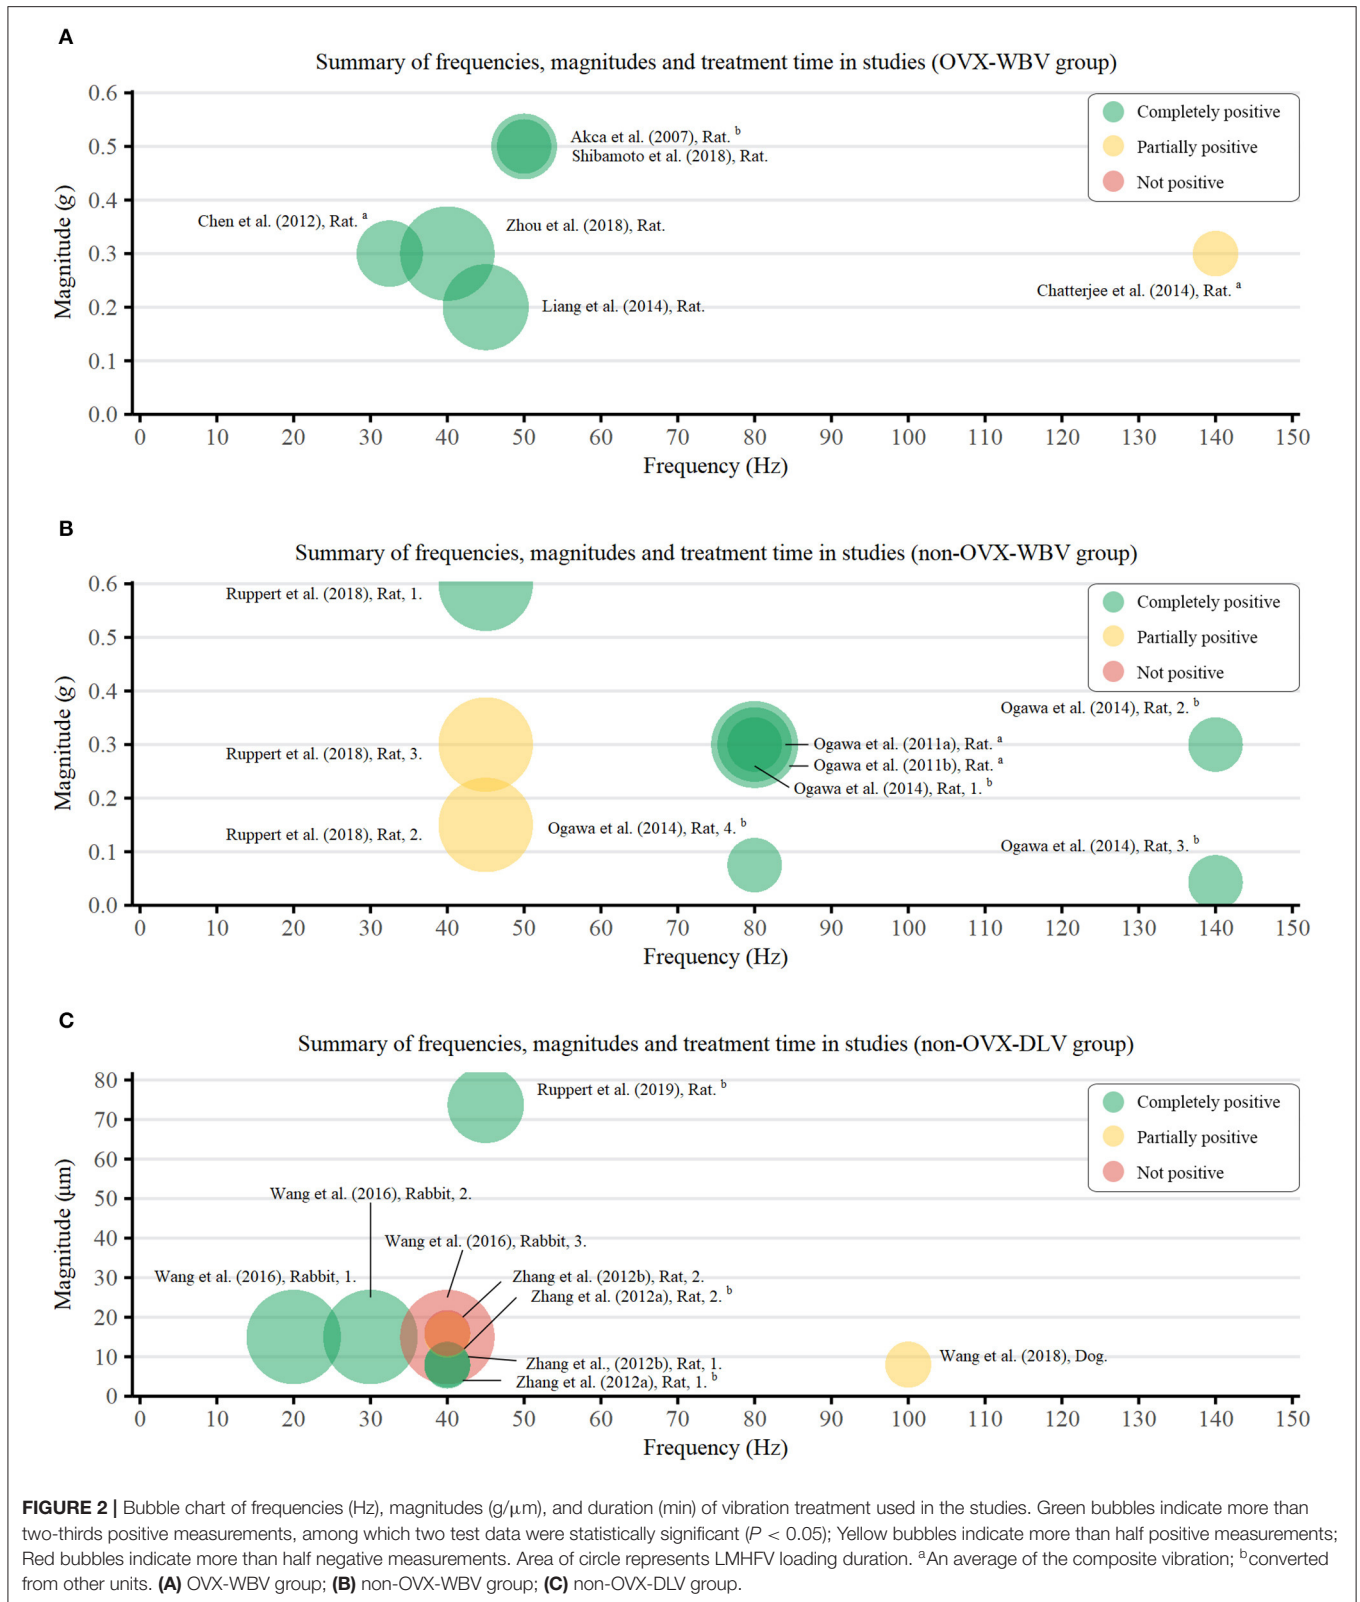 A
Summary of frequencies, magnitudes and treatment time in studies (OVX-WBV group)
0.6
0.5
0.4
0.3
0.2
0.1
0.0
Magnitude (g)
Completely positive
Partially positive
Not positive
Akca et al. (2007), Rat. b
Shibamoto et al. (2018), Rat.
Chen et al. (2012), Rat. a
Zhou et al. (2018), Rat.
Liang et al. (2014), Rat.
Chatterjee et al. (2014), Rat. a
0 10 20 30 40 50 60 70 80 90 100 110 120 130 140 150
Frequency (Hz)
B
Summary of frequencies, magnitudes and treatment time in studies (non-OVX-WBV group)
0.6
0.5
0.4
0.3
0.2
0.1
0.0
Magnitude (g)
Completely positive
Partially positive
Not positive
Ruppert et al. (2018), Rat, 1.
Ogawa et al. (2014), Rat, 2. b
Ruppert et al. (2018), Rat, 3.
Ogawa et al. (2011a), Rat. a
Ogawa et al. (2011b), Rat. a
Ogawa et al. (2014), Rat, 1. b
Ruppert et al. (2018), Rat, 2.
Ogawa et al. (2014), Rat, 4. b
Ogawa et al. (2014), Rat, 3. b
0 10 20 30 40 50 60 70 80 90 100 110 120 130 140 150
Frequency (Hz)
C
Summary of frequencies, magnitudes and treatment time in studies (non-OVX-DLV group)
80
70
60
50
40
30
20
10
0
Magnitude (μm)
Completely positive
Partially positive
Not positive
Ruppert et al. (2019), Rat. b
Wang et al. (2016), Rabbit, 2.
Wang et al. (2016), Rabbit, 3.
Wang et al. (2016), Rabbit, 1.
Zhang et al. (2012b), Rat, 2.
Zhang et al. (2012a), Rat, 2. b
Zhang et al., (2012b), Rat, 1.
Zhang et al. (2012a), Rat, 1. b
Wang et al. (2018), Dog.
0 10 20 30 40 50 60 70 80 90 100 110 120 130 140 150
Frequency (Hz)
FIGURE 2 | Bubble chart of frequencies (Hz), magnitudes (g/μm), and duration (min) of vibration treatment used in the studies. Green bubbles indicate more than
two-thirds positive measurements, among which two test data were statistically significant (P < 0.05); Yellow bubbles indicate more than half positive measurements;
Red bubbles indicate more than half negative measurements. Area of circle represents LMHFV loading duration. aAn average of the composite vibration; bconverted
from other units. (A) OVX-WBV group; (B) non-OVX-WBV group; (C) non-OVX-DLV group.